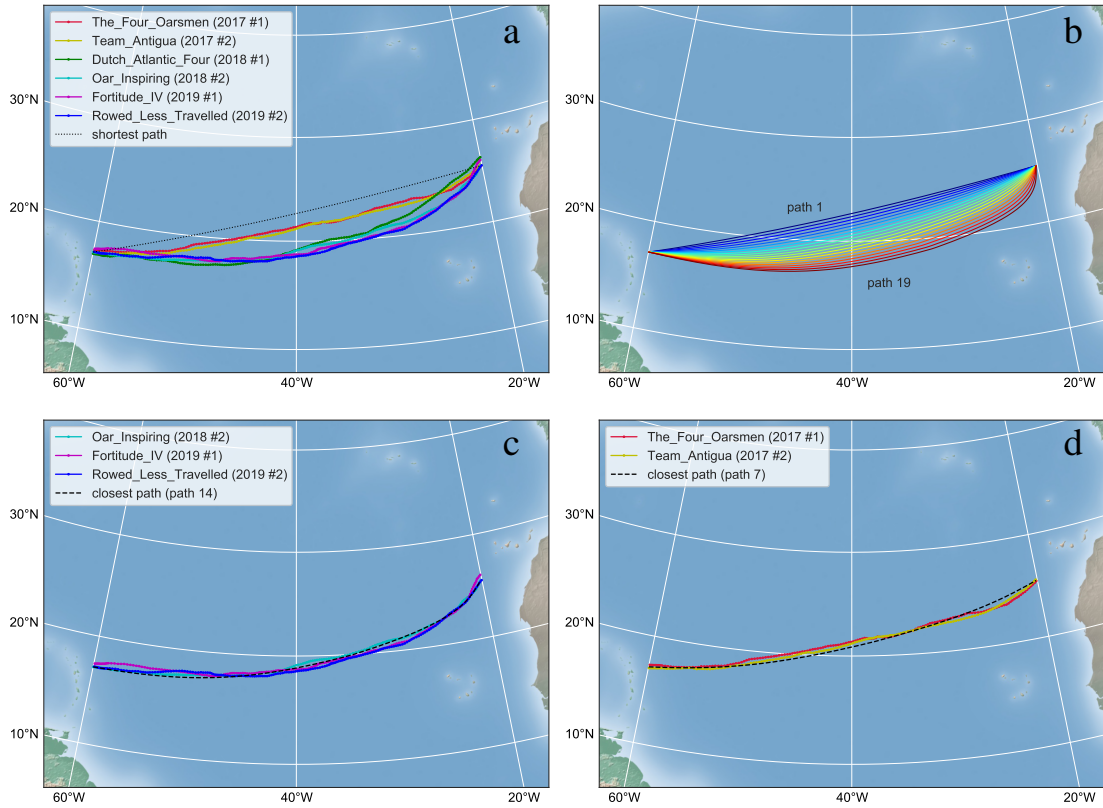 The_Four_Oarsmen (2017 #1)
Team_Antigua (2017 #2)
Dutch_Atlantic_Four (2018 #1)
Oar_Inspiring (2018 #2)
Fortitude_IV (2019 #1)
Rowed_Less_Travelled (2019 #2)
shortest path
a
30°N
20°N
10°N
60°W
40°W
20°W
b
path 1
path 19
30°N
20°N
10°N
60°W
40°W
20°W
Oar_Inspiring (2018 #2)
Fortitude_IV (2019 #1)
Rowed_Less_Travelled (2019 #2)
closest path (path 14)
c
30°N
20°N
10°N
60°W
40°W
20°W
The_Four_Oarsmen (2017 #1)
Team_Antigua (2017 #2)
closest path (path 7)
d
30°N
20°N
10°N
60°W
40°W
20°W